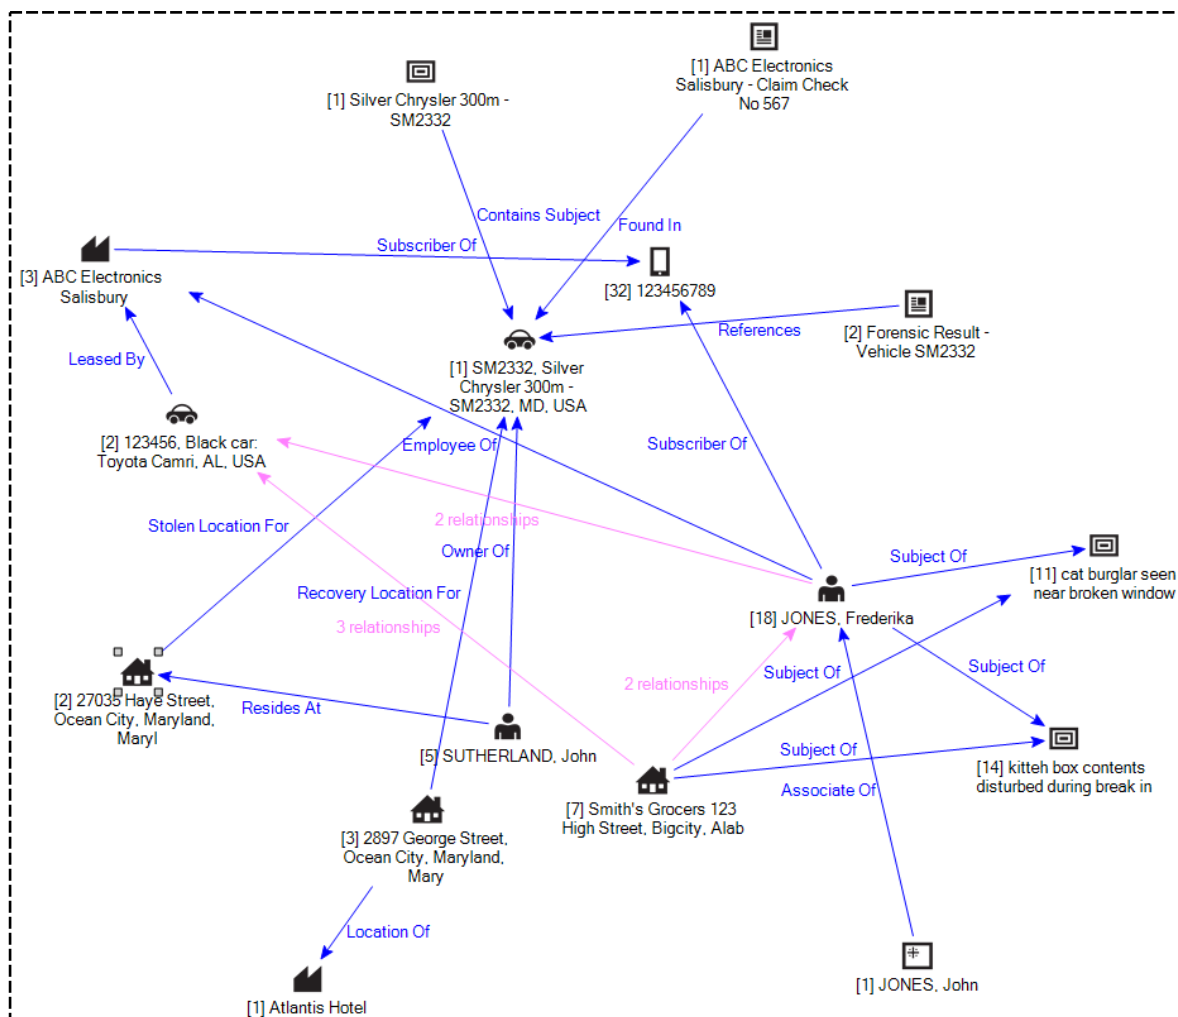 [1] ABC Electronics
Salisbury - Claim Check
No 567
[1] Silver Chrysler 300m -
SM2332
Contains Subject
Found In
Subscriber Of
[3] ABC Electronics
Salisbury
[32] 123456789
References
[2] Forensic Result -
Vehicle SM2332
Leased By
[1] SM2332, Silver
Chrysler 300m -
SM2332, MD, USA
[2] 123456, Black car:
Toyota Camri, AL, USA
Employee Of
Subscriber Of
Stolen Location For
2 relationships
Owner Of
Subject Of
[11] cat burglar seen
near broken window
Recovery Location For
[18] JONES, Frederika
3 relationships
Subject Of
Subject Of
2 relationships
[2] 27035 Haye Street,
Ocean City, Maryland,
Maryl
Resides At
[5] SUTHERLAND, John
Subject Of
[14] kitteh box contents
disturbed during break in
Associate Of
[7] Smith's Grocers 123
High Street, Bigcity, Alab
[3] 2897 George Street,
Ocean City, Maryland,
Mary
Location Of
[1] JONES, John
[1] Atlantis Hotel